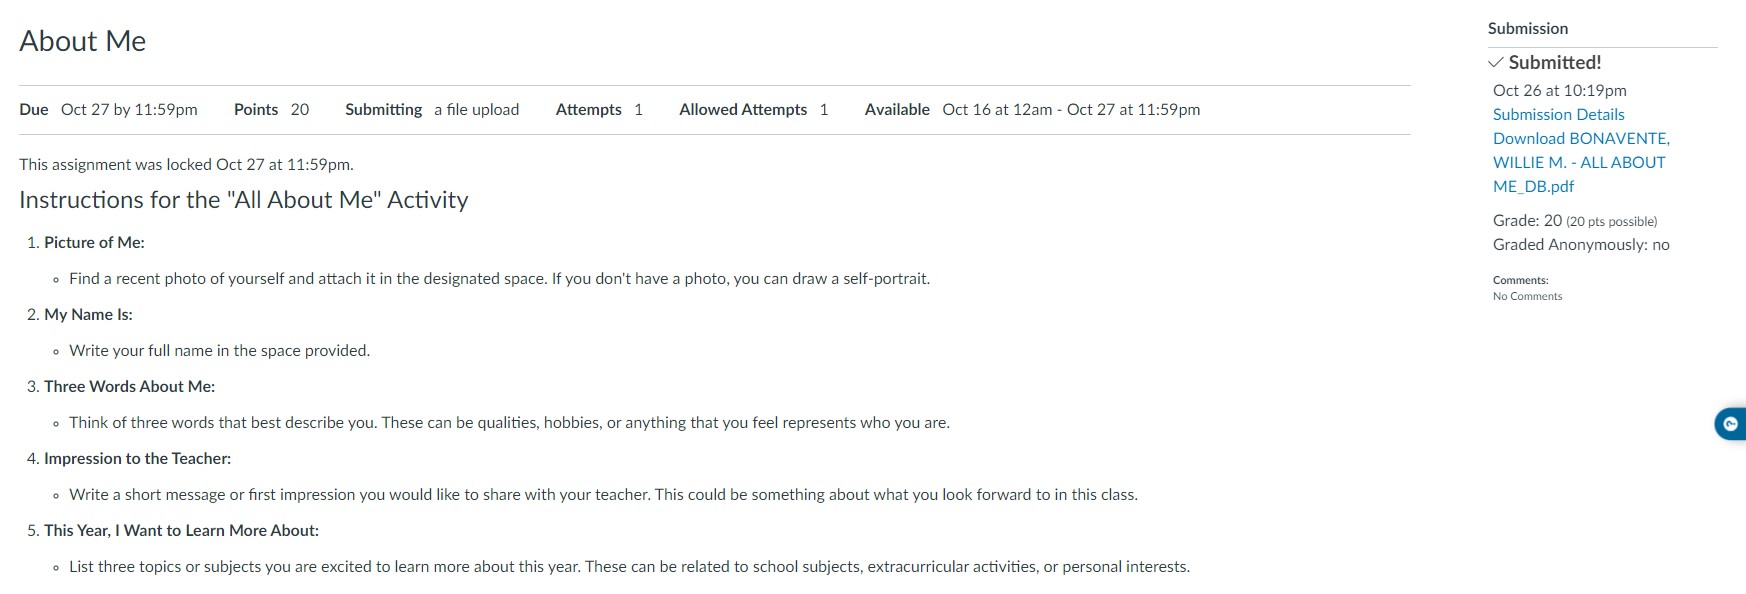 About Me
Due Oct 27 by 11:59pm Points 20 Submitting a file upload Attempts 1 Allowed Attempts 1 Available Oct 16 at 12am - Oct 27 at 11:59pm
This assignment was locked Oct 27 at 11:59pm.
Instructions for the "All About Me" Activity
1. Picture of Me:
Find a recent photo of yourself and attach it in the designated space. If you don't have a photo, you can draw a self-portrait.
2. My Name Is:
Write your full name in the space provided.
3. Three Words About Me:
Think of three words that best describe you. These can be qualities, hobbies, or anything that you feel represents who you are.
4. Impression to the Teacher:
Write a short message or first impression you would like to share with your teacher. This could be something about what you look forward to in this class.
5. This Year, I Want to Learn More About:
List three topics or subjects you are excited to learn more about this year. These can be related to school subjects, extracurricular activities, or personal interests.
Submission
Submitted!
Oct 26 at 10:19pm
Submission Details
Download BONAVENTE,
WILLIE M. - ALL ABOUT
ME_DB.pdf
Grade: 20 (20 pts possible)
Graded Anonymously: no
Comments:
No Comments